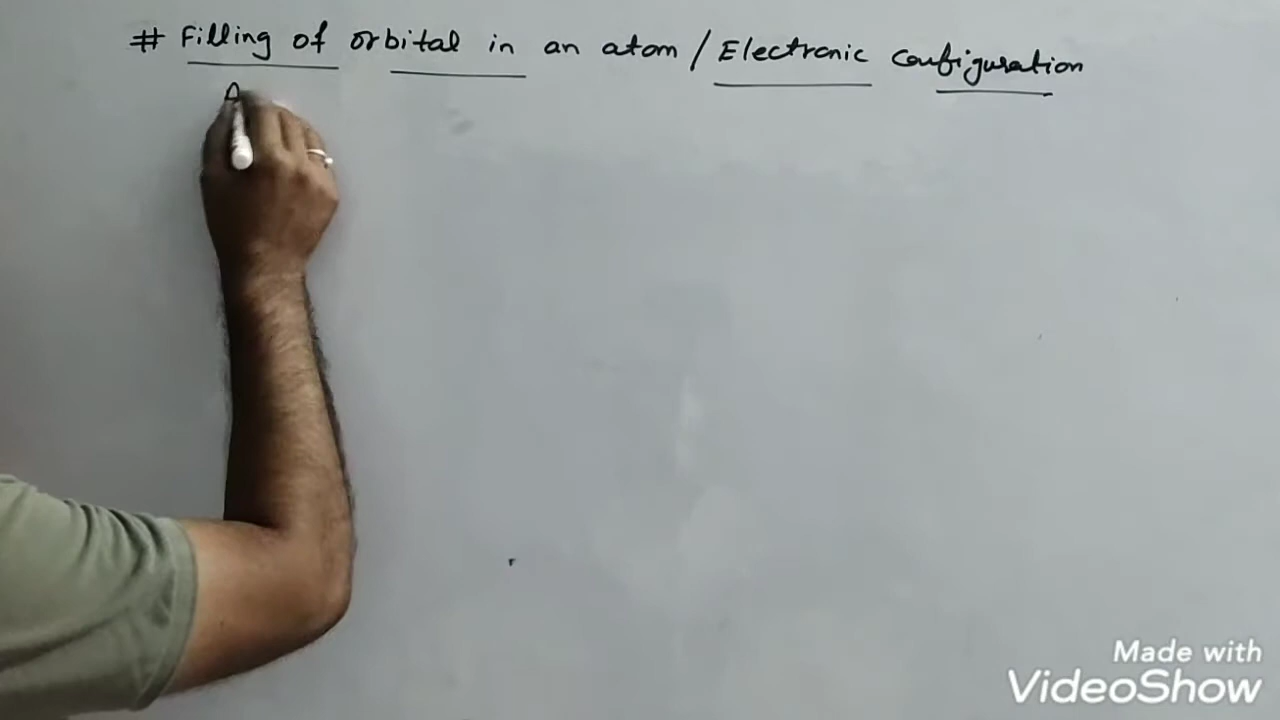 # Filling of orbital in an atom / Electronic Configuration
A
Made with
VideoShow